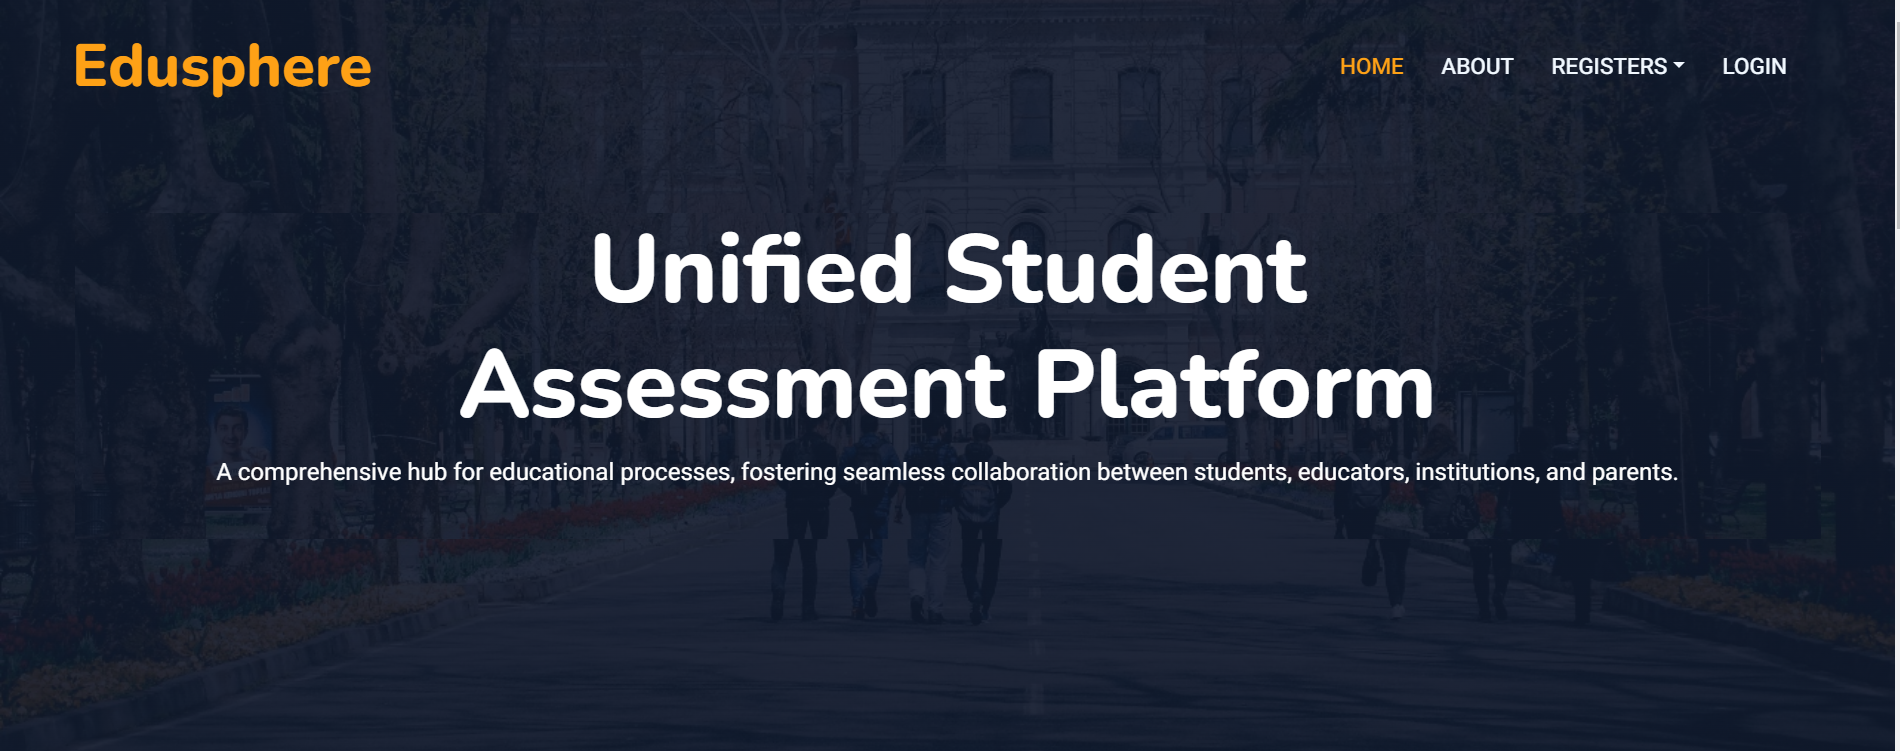 Edusphere
HOME
ABOUT
REGISTERS
LOGIN
Unified Student
Assessment Platform
A comprehensive hub for educational processes, fostering seamless collaboration between students, educators, institutions, and parents.